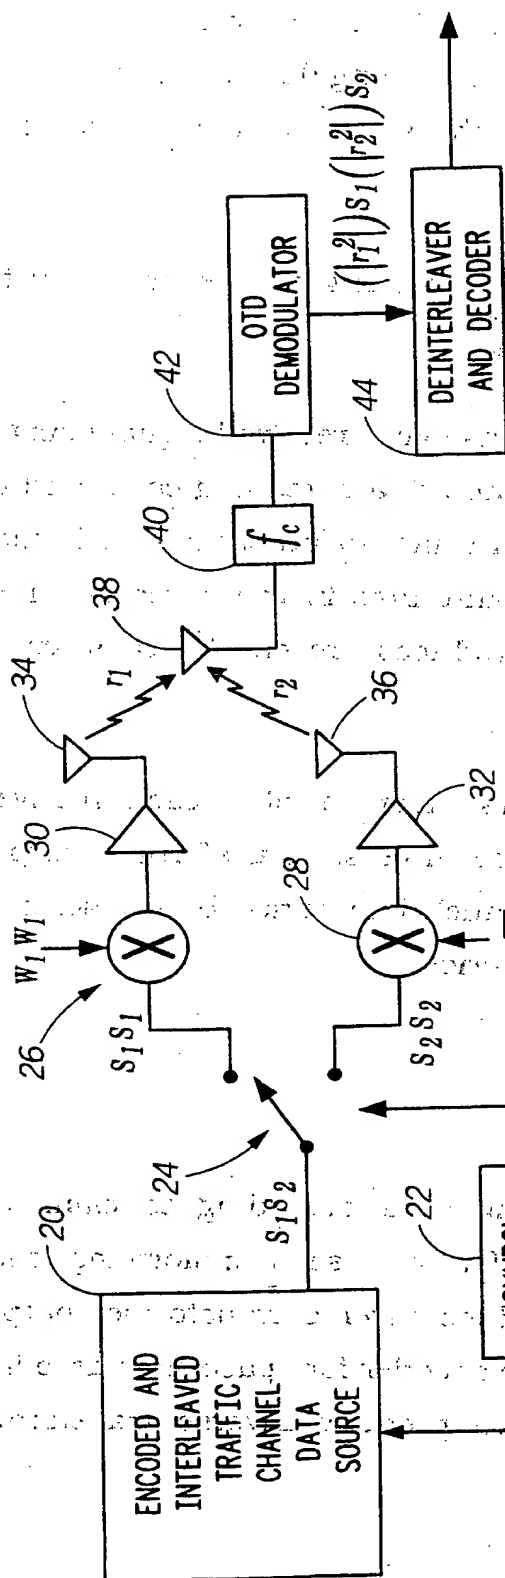 20
ENCODED AND
INTERLEAVED
TRAFFIC
CHANNEL
DATA
SOURCE
S₁S₂
22
24
26
W₁W₁
S₁S₁
X
30
34
r₁
28
S₂S₂
X
32
36
r₂
38
40
f_c
42
OTD
DEMODULATOR
(|r₁²|)S₁(|r₂²|)S₂
44
DEINTERLEAVER
AND DECODER